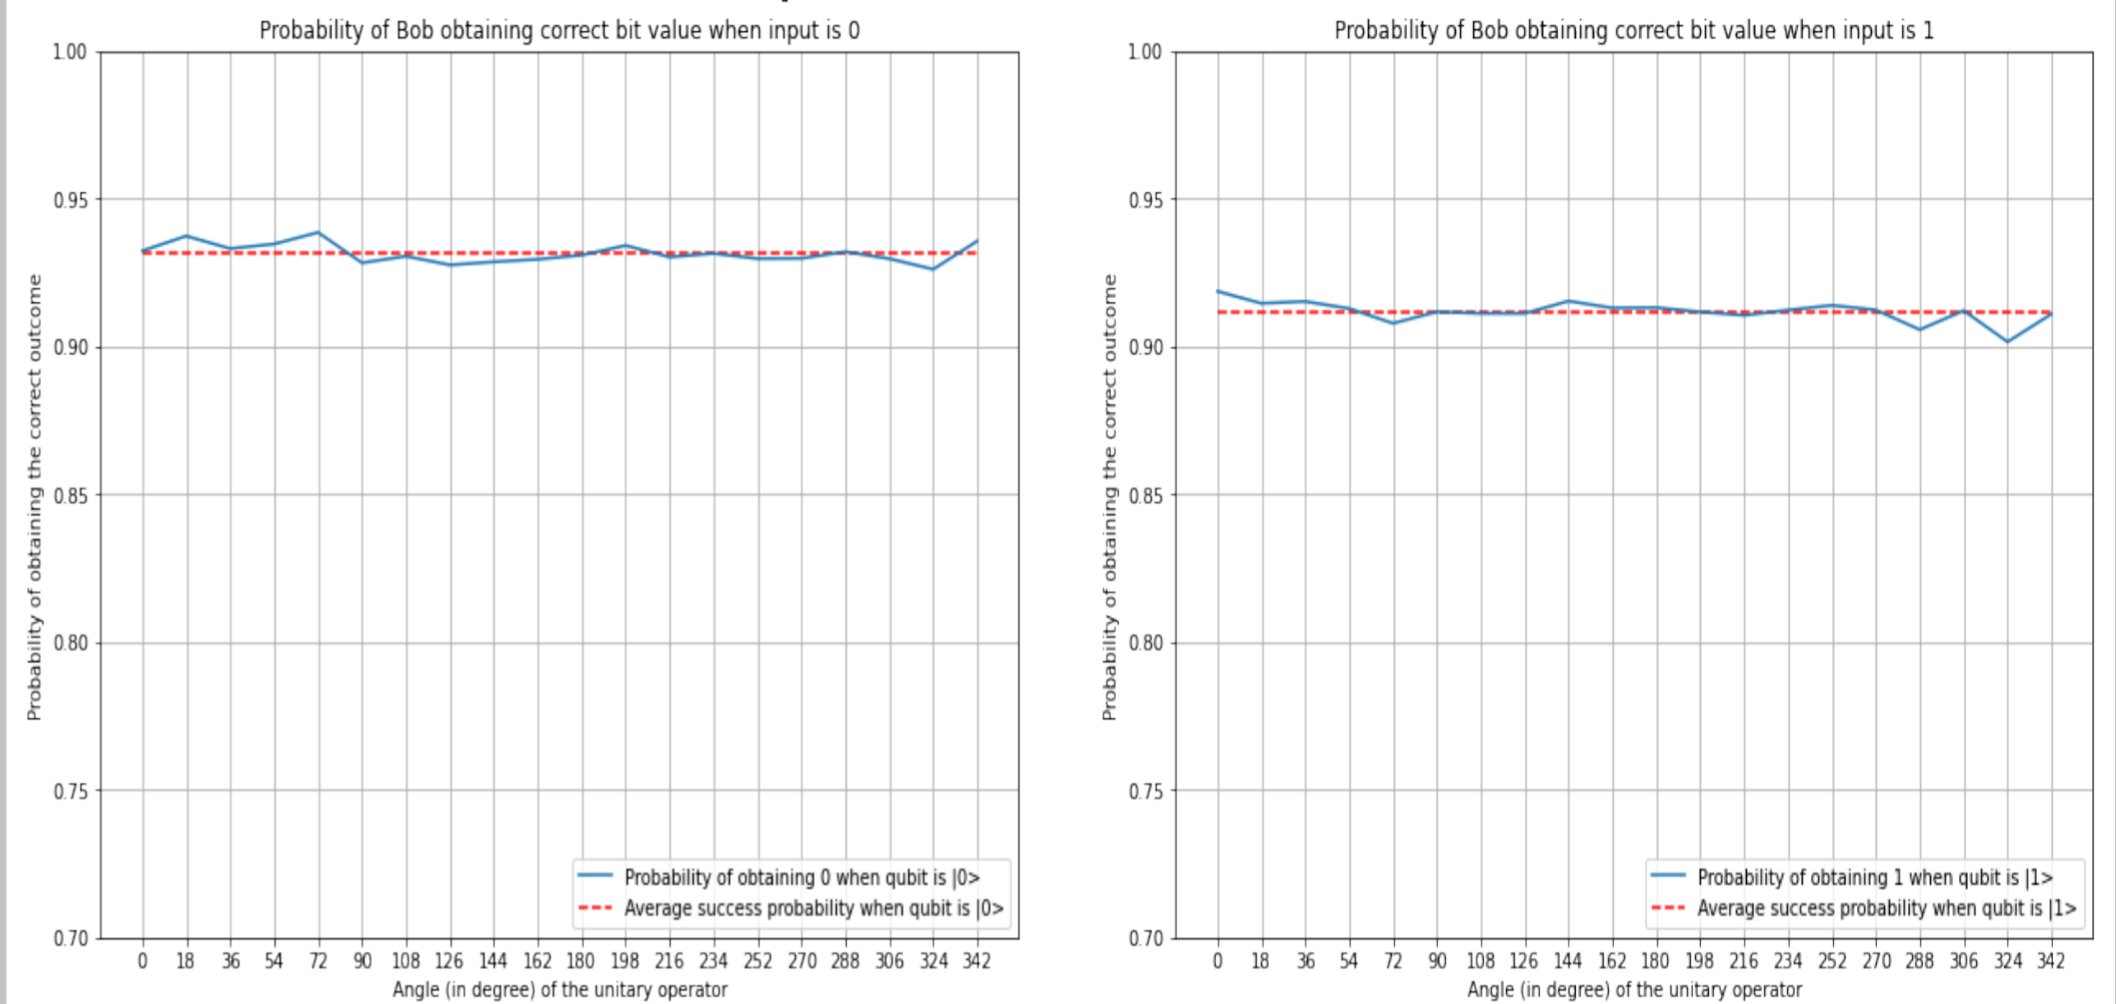 Probability of Bob obtaining correct bit value when input is 0
1.00
0.95
0.90
0.85
0.80
0.75
0.70
Probability of obtaining the correct outcome
Probability of obtaining 0 when qubit is |0>
Average success probability when qubit is |0>
0 18 36 54 72 90 108 126 144 162 180 198 216 234 252 270 288 306 324 342
Angle (in degree) of the unitary operator
Probability of Bob obtaining correct bit value when input is 1
1.00
0.95
0.90
0.85
0.80
0.75
0.70
Probability of obtaining the correct outcome
Probability of obtaining 1 when qubit is |1>
Average success probability when qubit is |1>
0 18 36 54 72 90 108 126 144 162 180 198 216 234 252 270 288 306 324 342
Angle (in degree) of the unitary operator